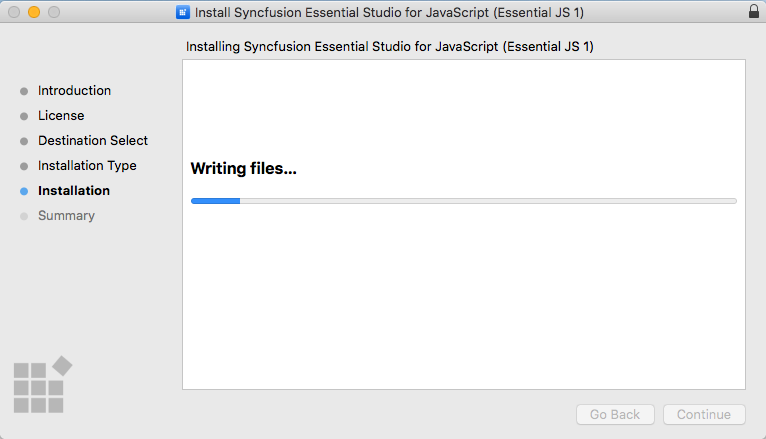 Install Syncfusion Essential Studio for JavaScript (Essential JS 1)
Installing Syncfusion Essential Studio for JavaScript (Essential JS 1)
Introduction
License
Destination Select
Installation Type
Installation
Summary
Writing files...
Go Back
Continue